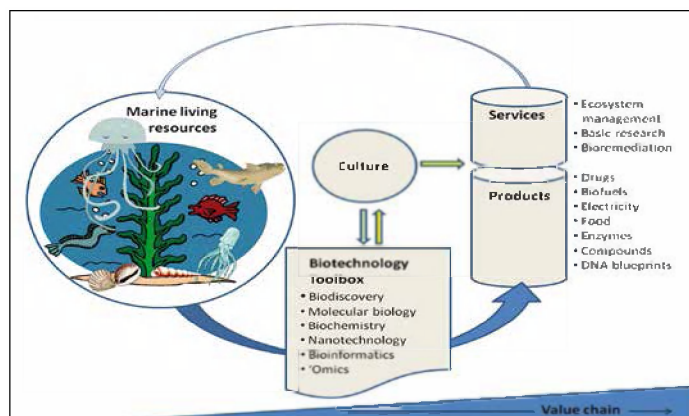 Marine living
resources
Culture
Biotechnology
Toolbox
• Biodiscovery
• Molecular biology
• Biochemistry
• Nanotechnology
• Bioinformatics
• 'Omics
Services
• Ecosystem
management
• Basic research
• Bioremediation
Products
• Drugs
• Biofuels
• Electricity
• Food
• Enzymes
• Compounds
• DNA blueprints
Value chain